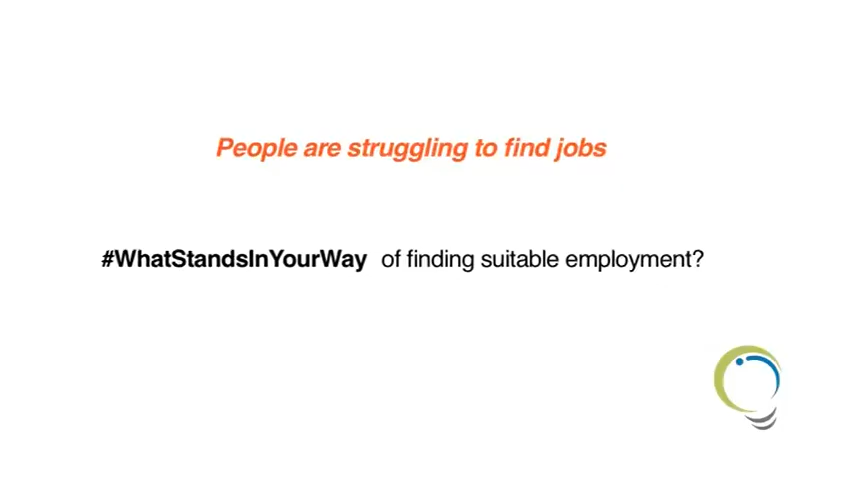 People are struggling to find jobs
#WhatStandsInYourWay of finding suitable employment?